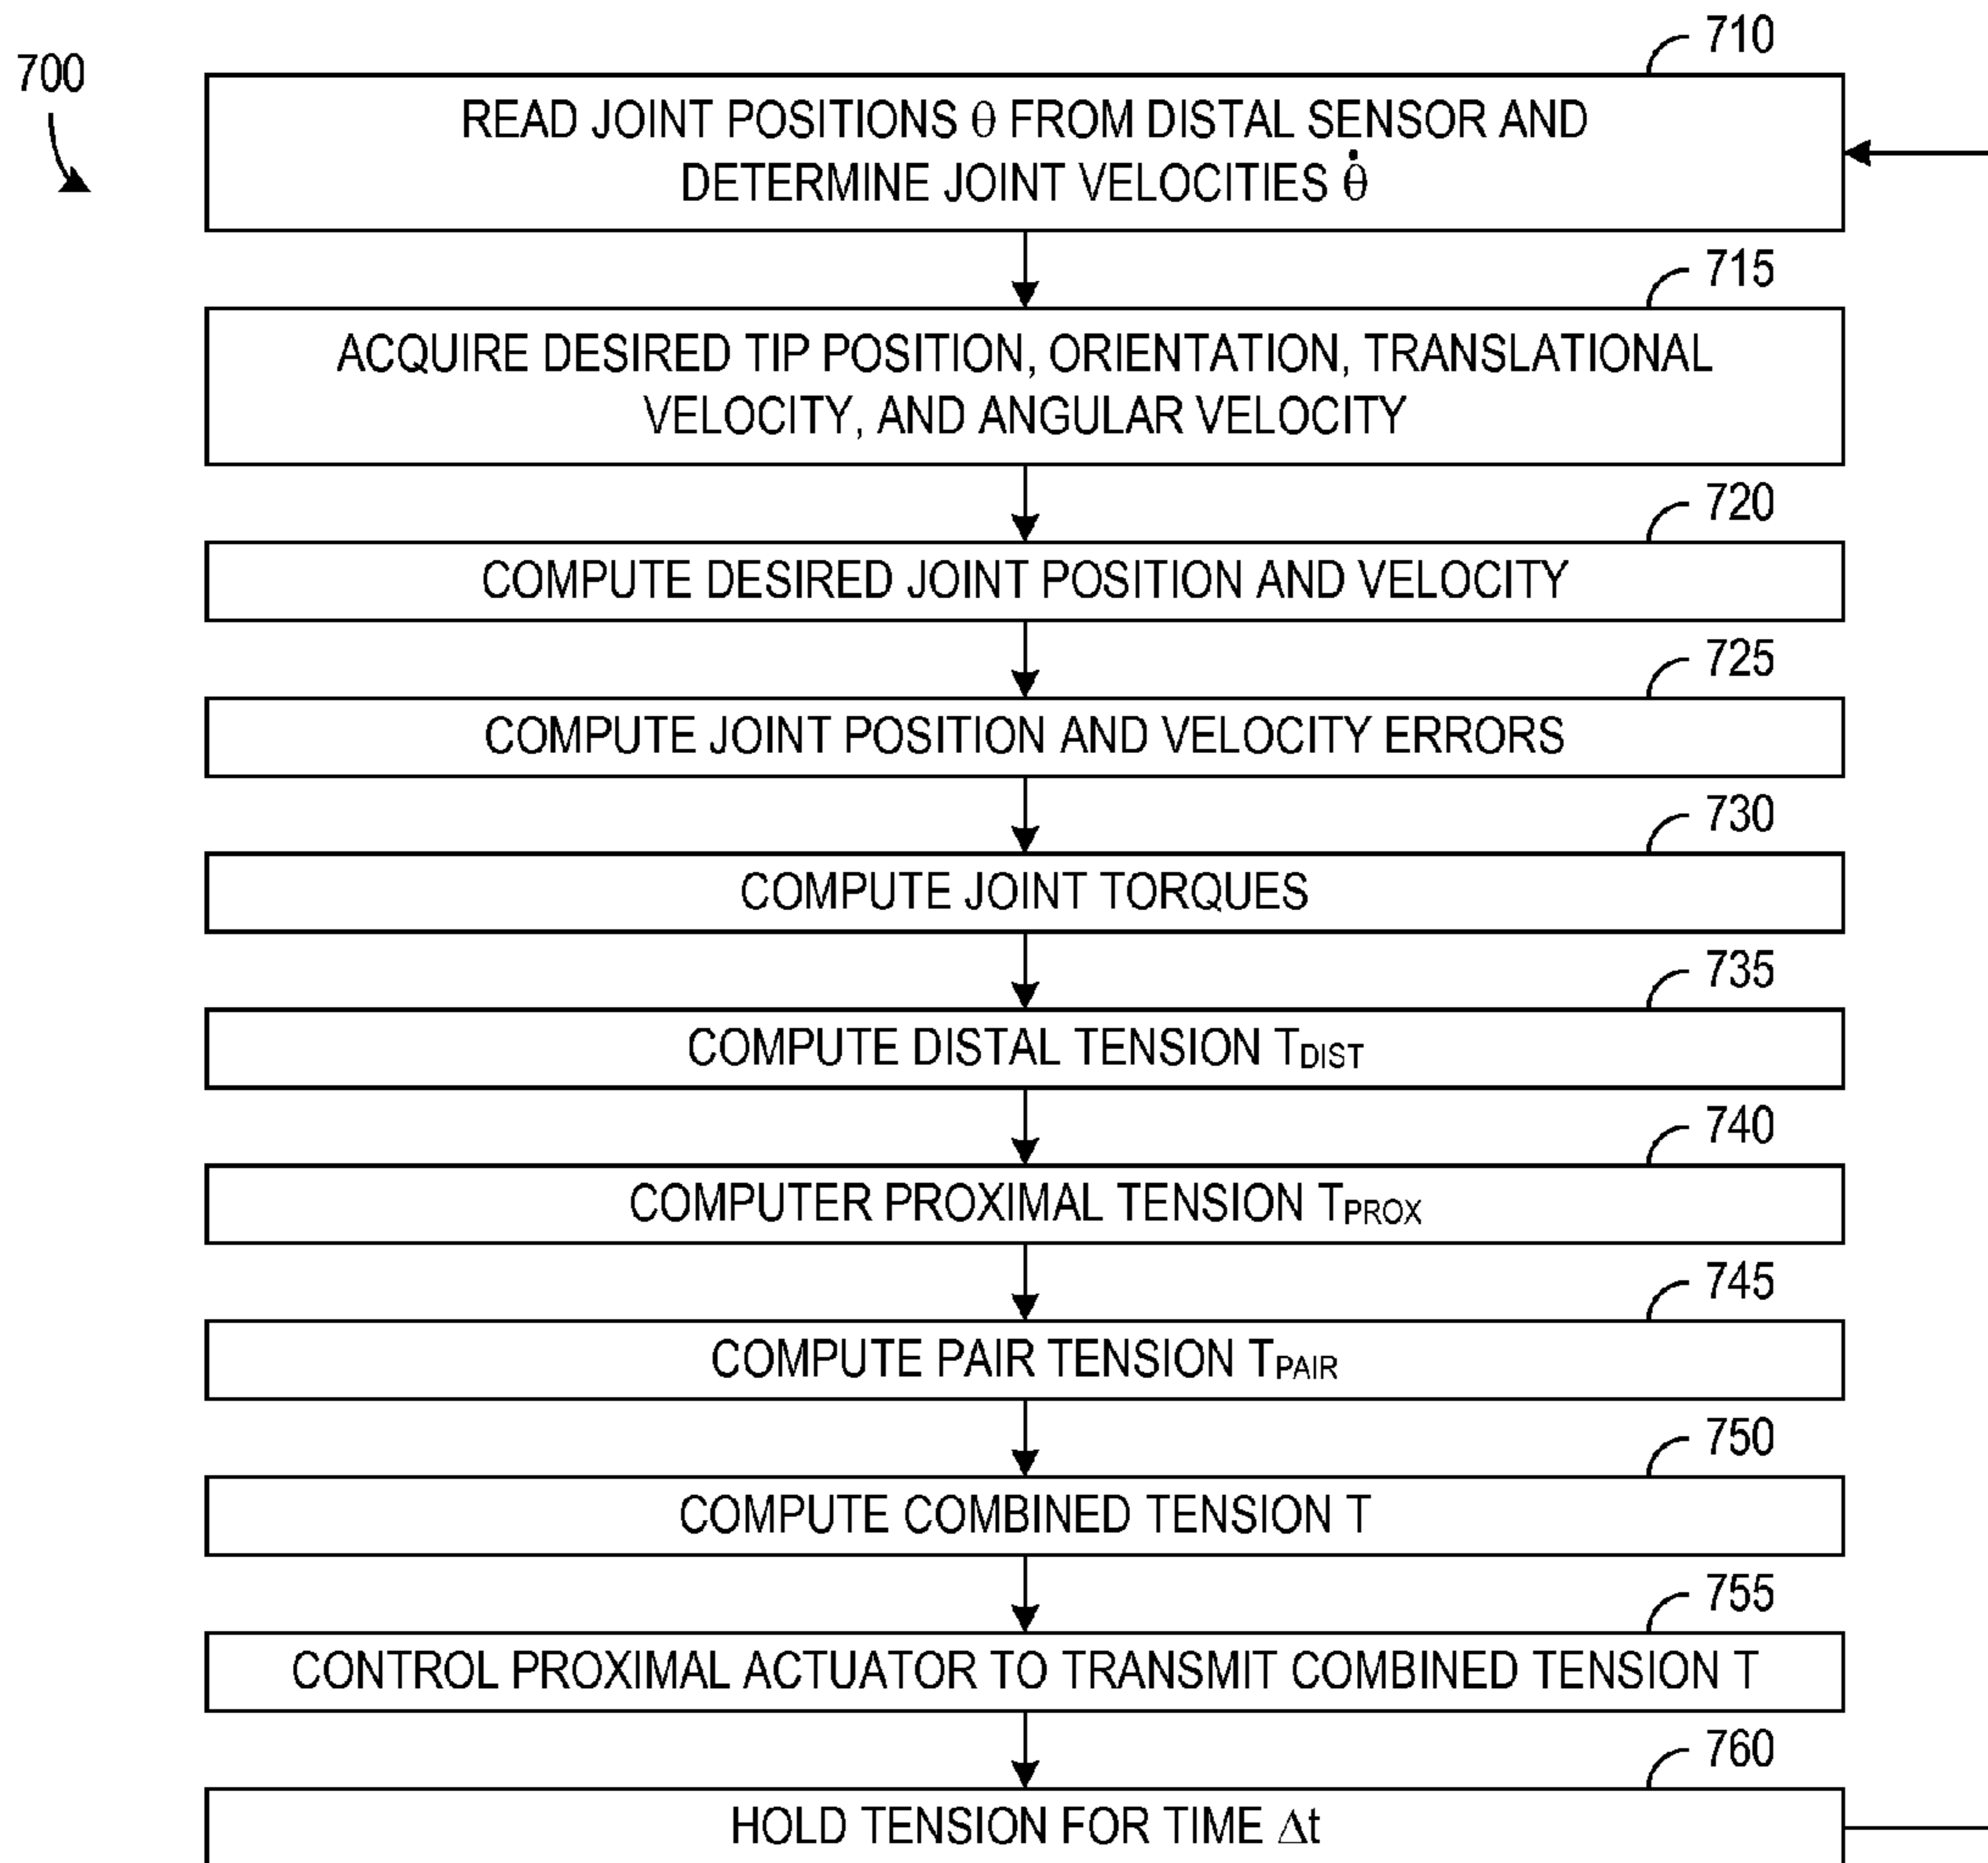 700
710
READ JOINT POSITIONS θ FROM DISTAL SENSOR AND
DETERMINE JOINT VELOCITIES θ̇
715
ACQUIRE DESIRED TIP POSITION, ORIENTATION, TRANSLATIONAL
VELOCITY, AND ANGULAR VELOCITY
720
COMPUTE DESIRED JOINT POSITION AND VELOCITY
725
COMPUTE JOINT POSITION AND VELOCITY ERRORS
730
COMPUTE JOINT TORQUES
735
COMPUTE DISTAL TENSION TDIST
740
COMPUTER PROXIMAL TENSION TPROX
745
COMPUTE PAIR TENSION TPAIR
750
COMPUTE COMBINED TENSION T
755
CONTROL PROXIMAL ACTUATOR TO TRANSMIT COMBINED TENSION T
760
HOLD TENSION FOR TIME Δt